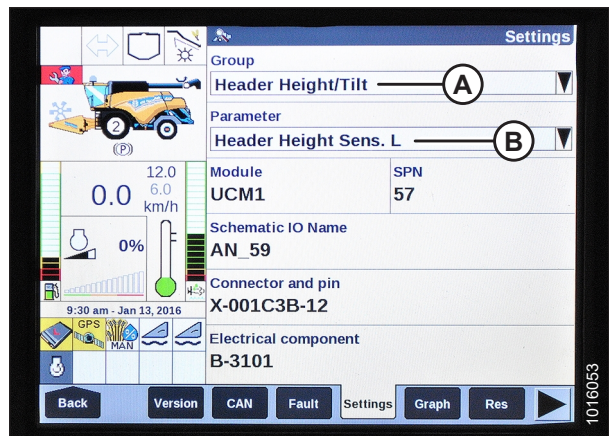 Settings
Group
Header Height/Tilt
A
Parameter
Header Height Sens. L
B
2
(P)
Module
UCM1
SPN
57
12.0
6.0
0.0 km/h
0%
Schematic IO Name
AN_59
Connector and pin
X-001C3B-12
9:30 am - Jan 13, 2016
GPS
MAN
Electrical component
B-3101
Back
Version
CAN
Fault
Settings
Graph
Res
1016053